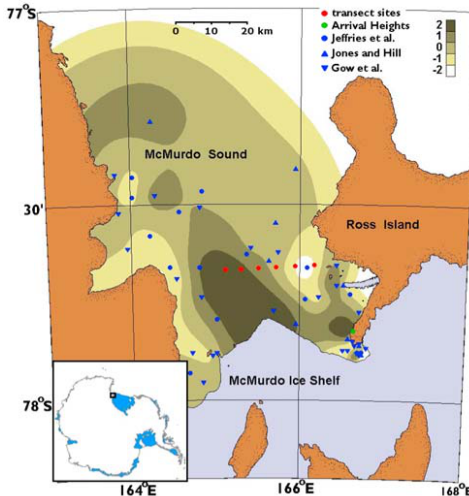 77°S
0 10 20 km
transect sites
Arrival Heights
Jeffries et al.
Jones and Hill
Gow et al.
2
1
0
-1
-2
McMurdo Sound
30'
Ross Island
McMurdo Ice Shelf
78°S
164°E
166°E
168°E